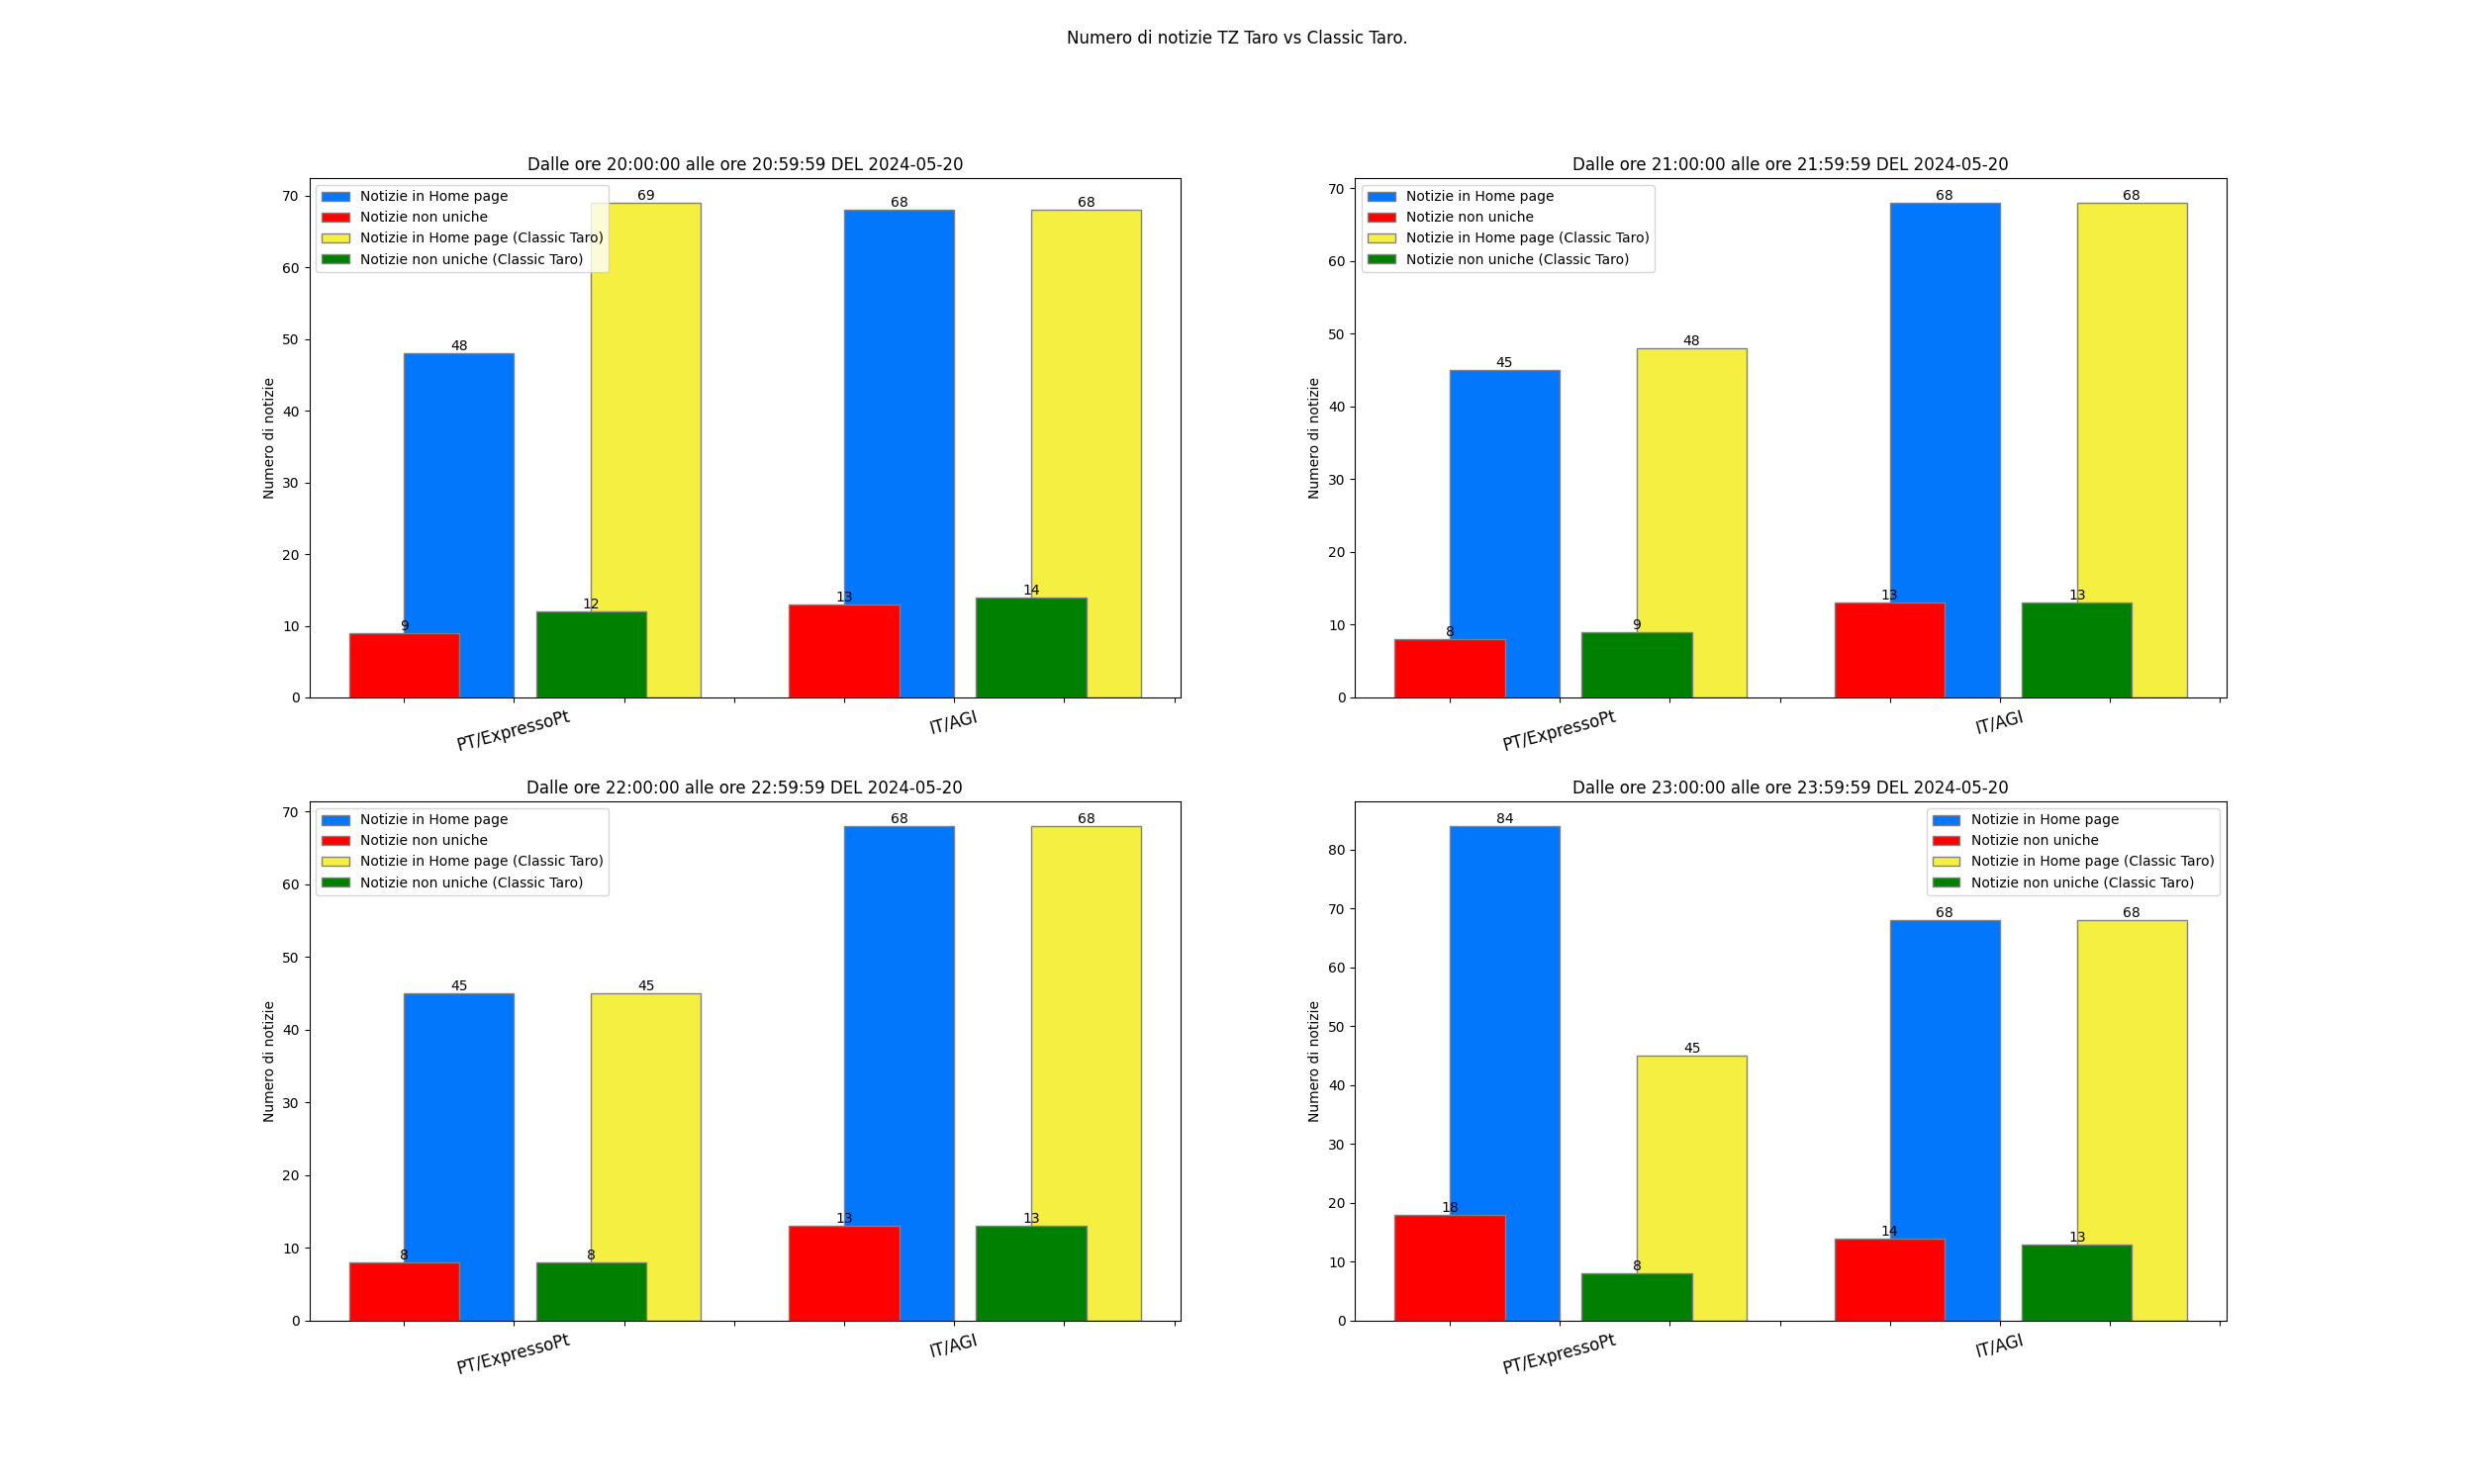 Numero di notizie TZ Taro vs Classic Taro.
Dalle ore 20:00:00 alle ore 20:59:59 DEL 2024-05-20
Notizie in Home page
Notizie non uniche
Notizie in Home page (Classic Taro)
Notizie non uniche (Classic Taro)
Numero di notizie
70
60
50
40
30
20
10
0
48
9
69
12
68
13
68
14
PT/ExpressoPt
IT/AGI
Dalle ore 21:00:00 alle ore 21:59:59 DEL 2024-05-20
Notizie in Home page
Notizie non uniche
Notizie in Home page (Classic Taro)
Notizie non uniche (Classic Taro)
Numero di notizie
70
60
50
40
30
20
10
0
45
8
48
9
68
13
68
13
PT/ExpressoPt
IT/AGI
Dalle ore 22:00:00 alle ore 22:59:59 DEL 2024-05-20
Notizie in Home page
Notizie non uniche
Notizie in Home page (Classic Taro)
Notizie non uniche (Classic Taro)
Numero di notizie
70
60
50
40
30
20
10
0
45
8
45
8
68
13
68
13
PT/ExpressoPt
IT/AGI
Dalle ore 23:00:00 alle ore 23:59:59 DEL 2024-05-20
Notizie in Home page
Notizie non uniche
Notizie in Home page (Classic Taro)
Notizie non uniche (Classic Taro)
Numero di notizie
80
70
60
50
40
30
20
10
0
84
18
45
8
68
14
68
13
PT/ExpressoPt
IT/AGI